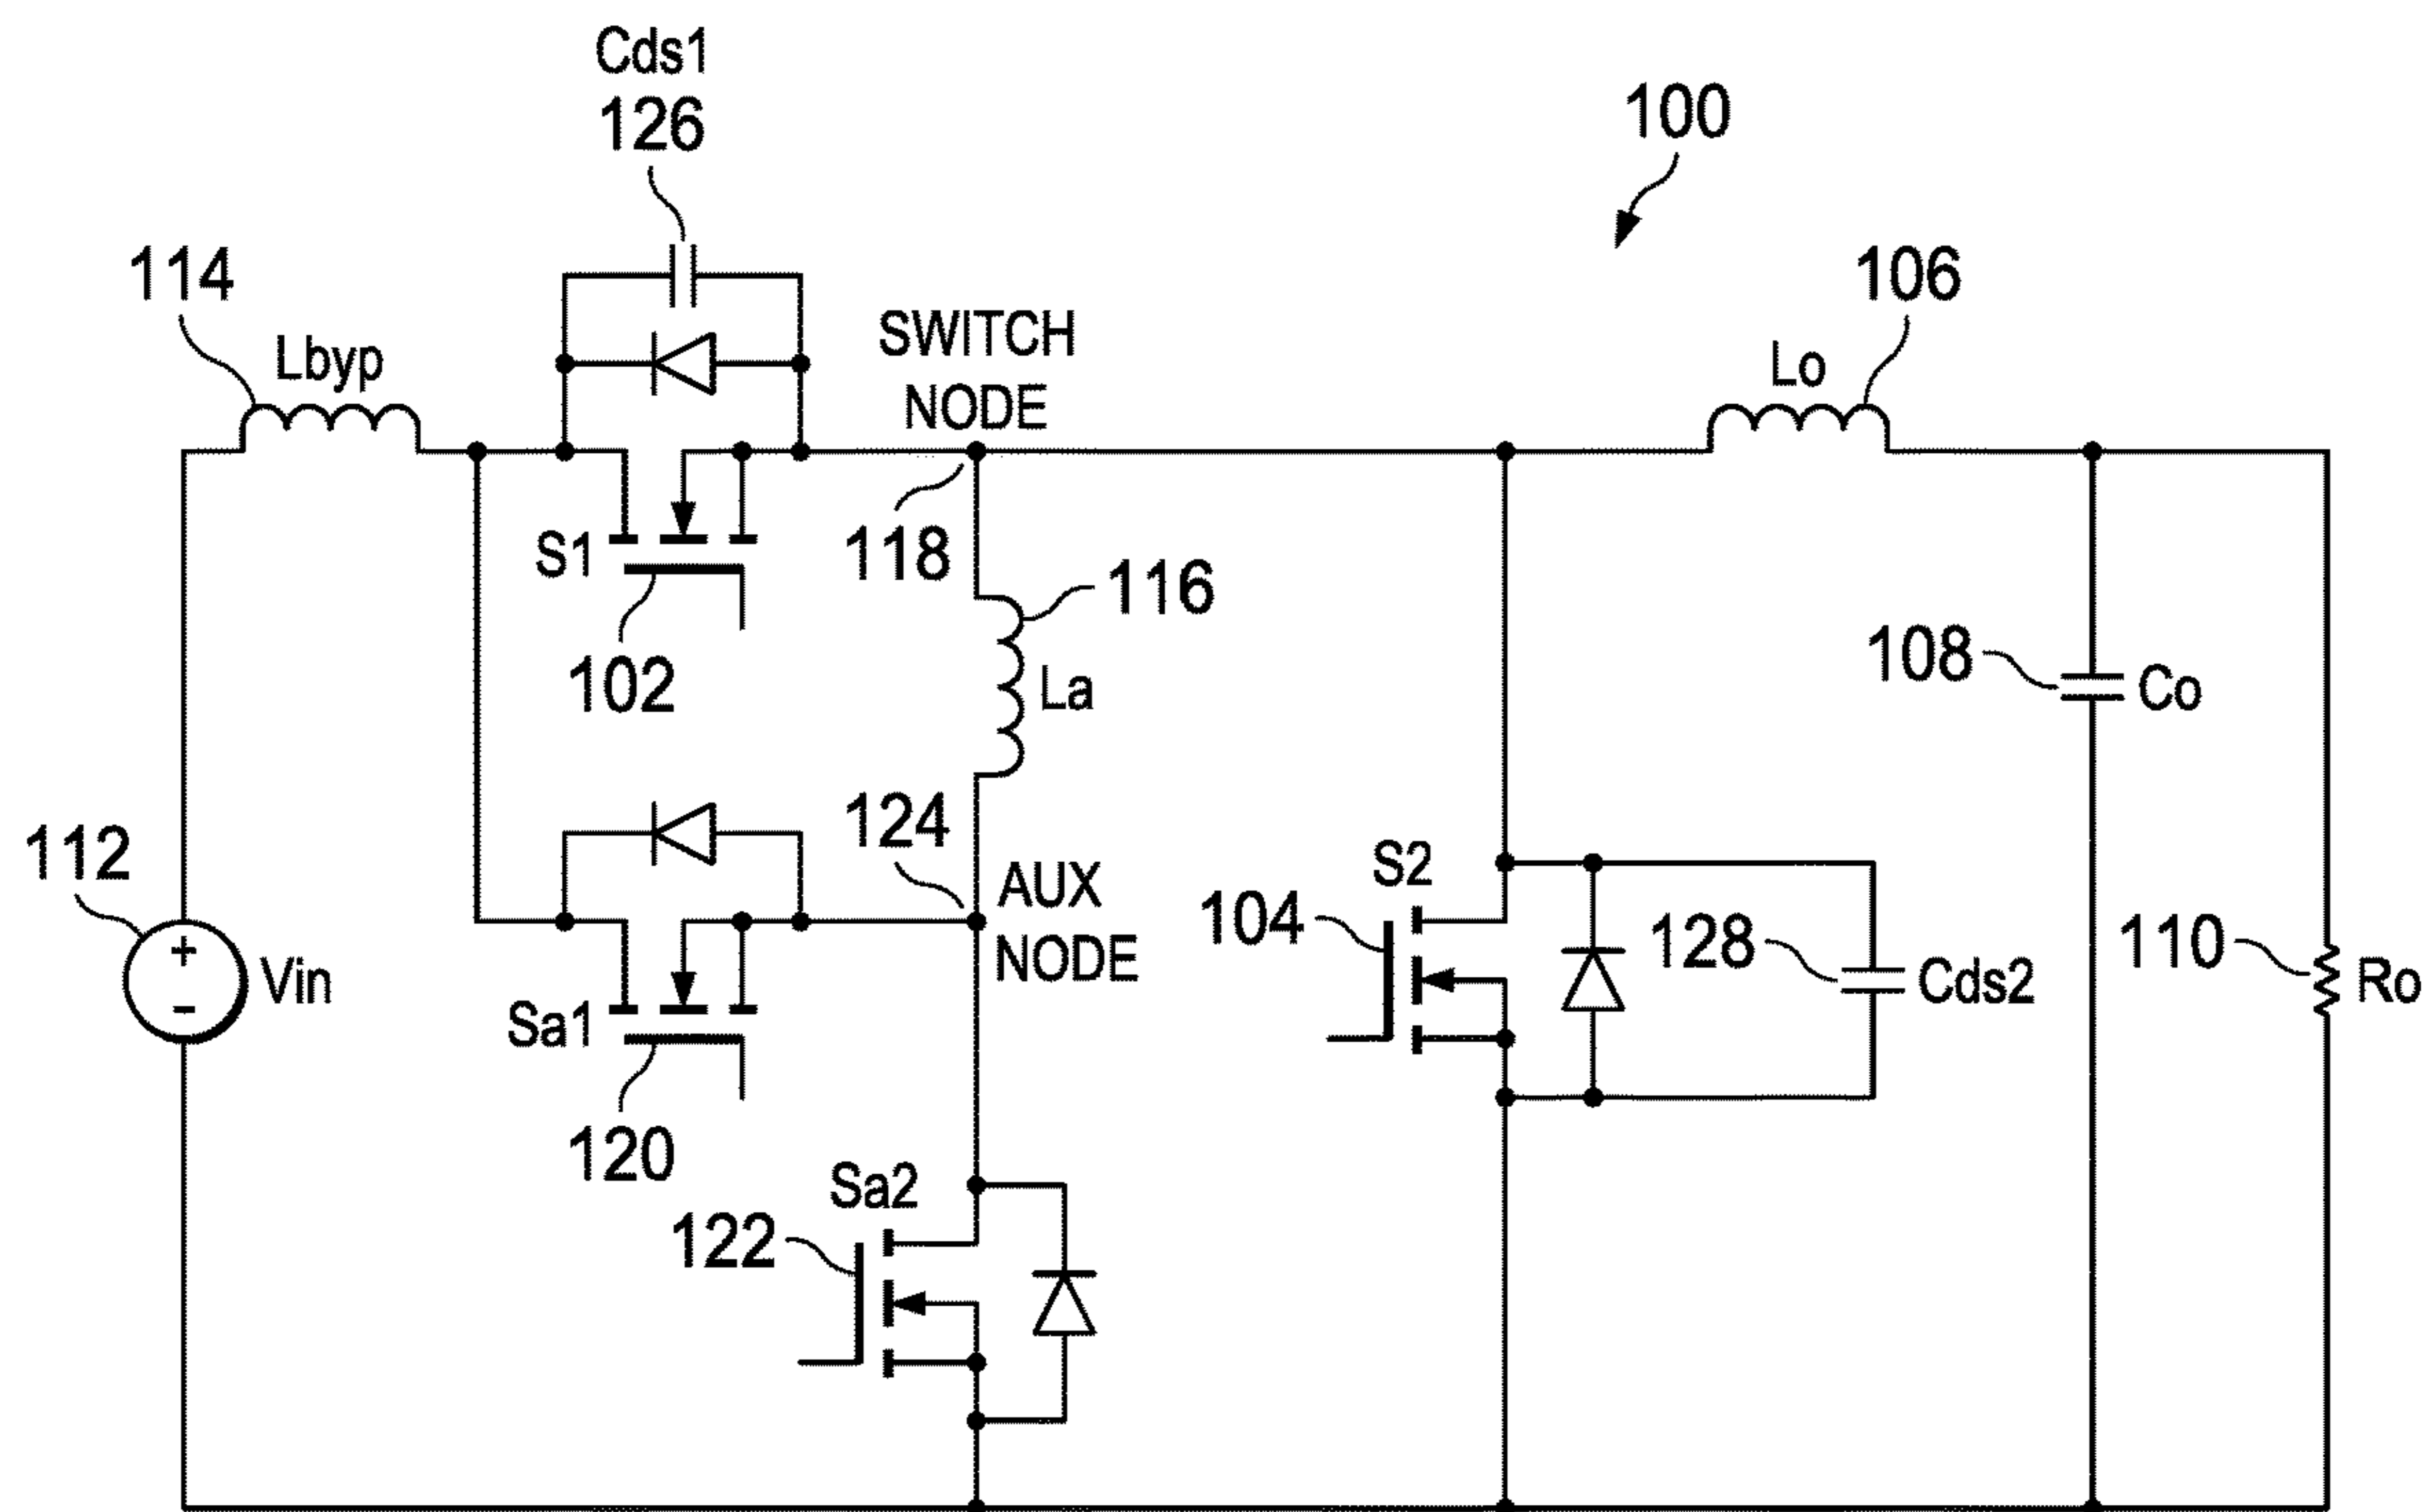 Cds1
126
100
114
Lbyp
SWITCH
NODE
106
Lo
S1
102
118
116
La
108
Co
112
+
-
Vin
124
AUX
NODE
Sa1
120
S2
104
128
Cds2
110
Ro
Sa2
122